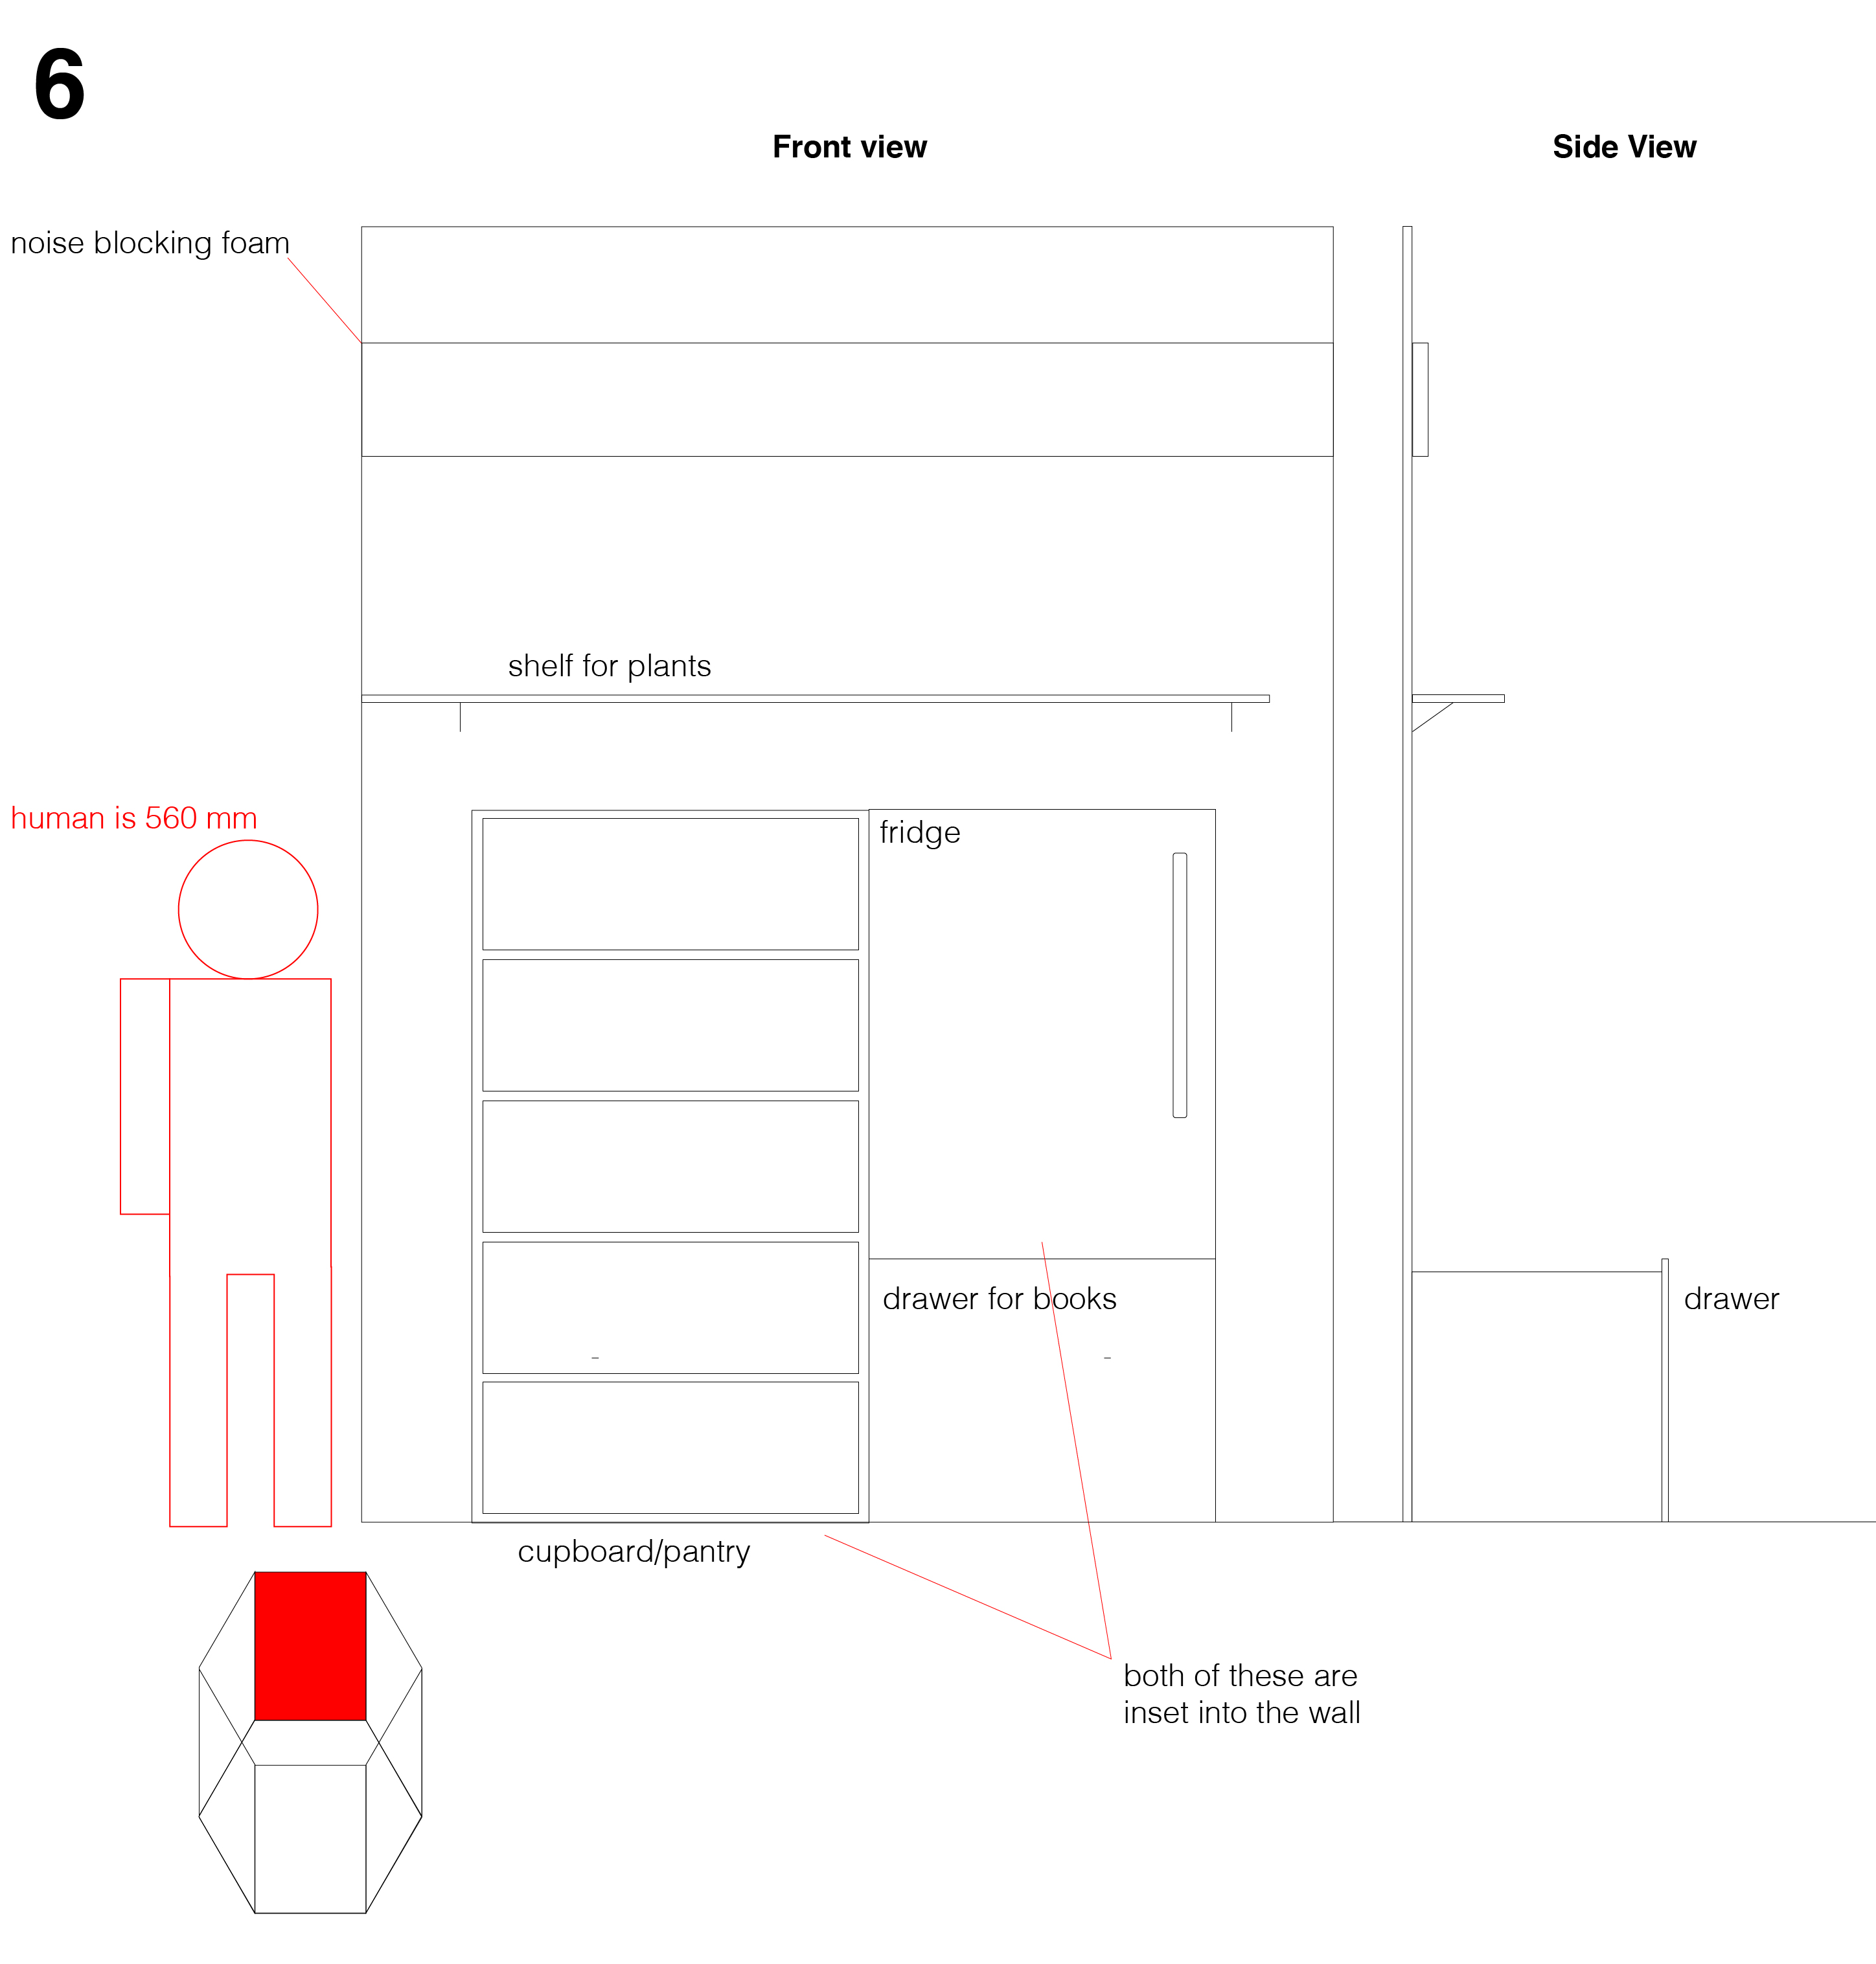 6
Front view
Side View
noise blocking foam
shelf for plants
human is 560 mm
fridge
drawer for books
drawer
cupboard/pantry
both of these are
inset into the wall